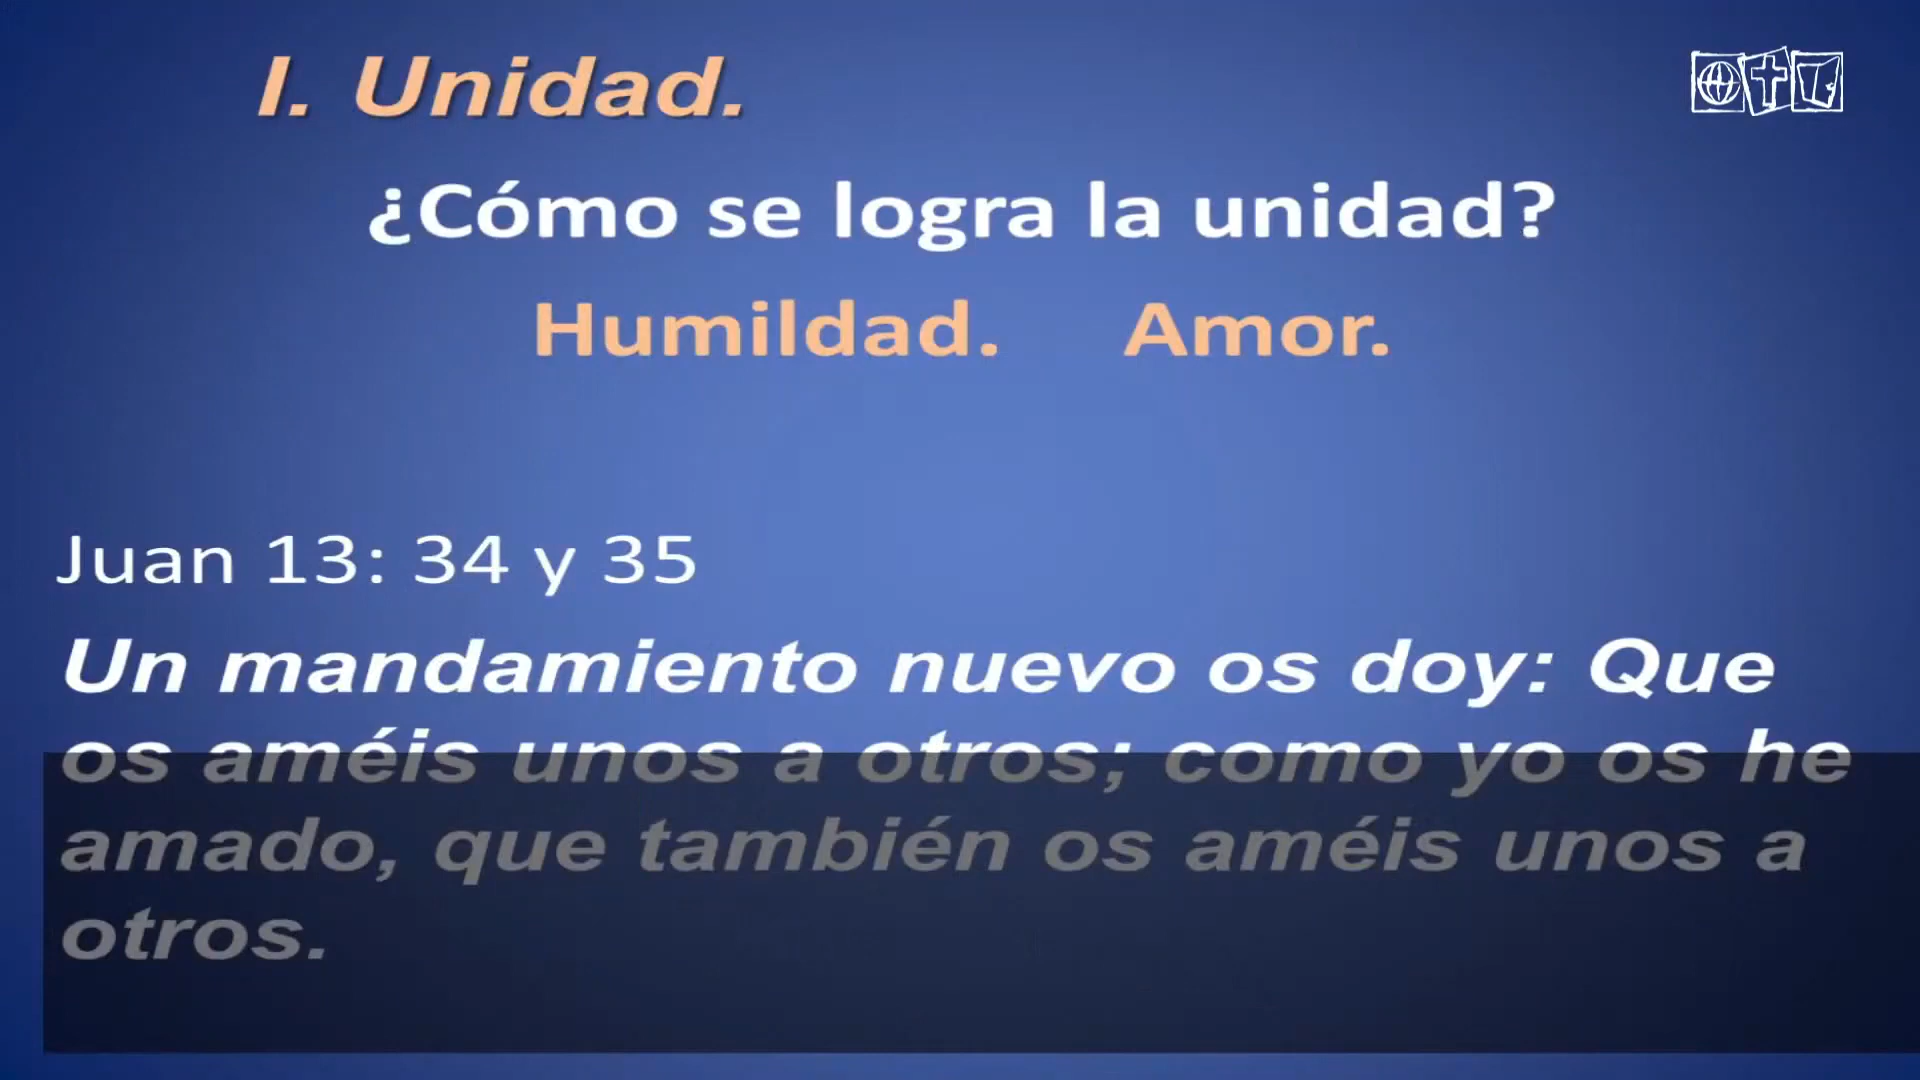 I. Unidad.
¿Cómo se logra la unidad?
Humildad. Amor.
Juan 13: 34 y 35
Un mandamiento nuevo os doy: Que
os améis unos a otros; como yo os he
amado, que también os améis unos a
otros.